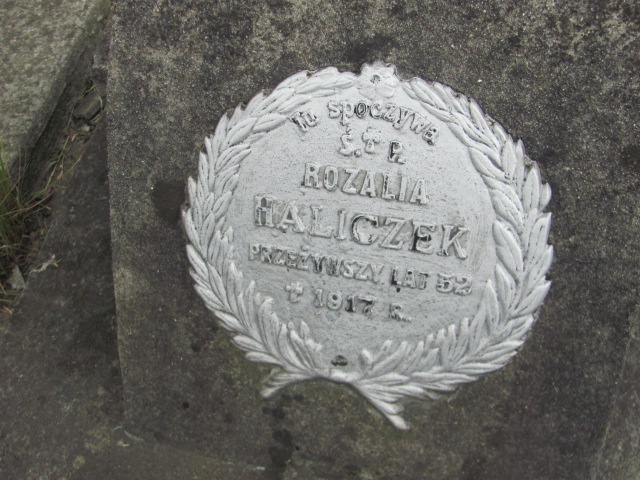 Tu spoczywa
Ś. † P.
ROZALIA
HALICZEK
PRZEŻYWSZY LAT 52
† 1917 R.